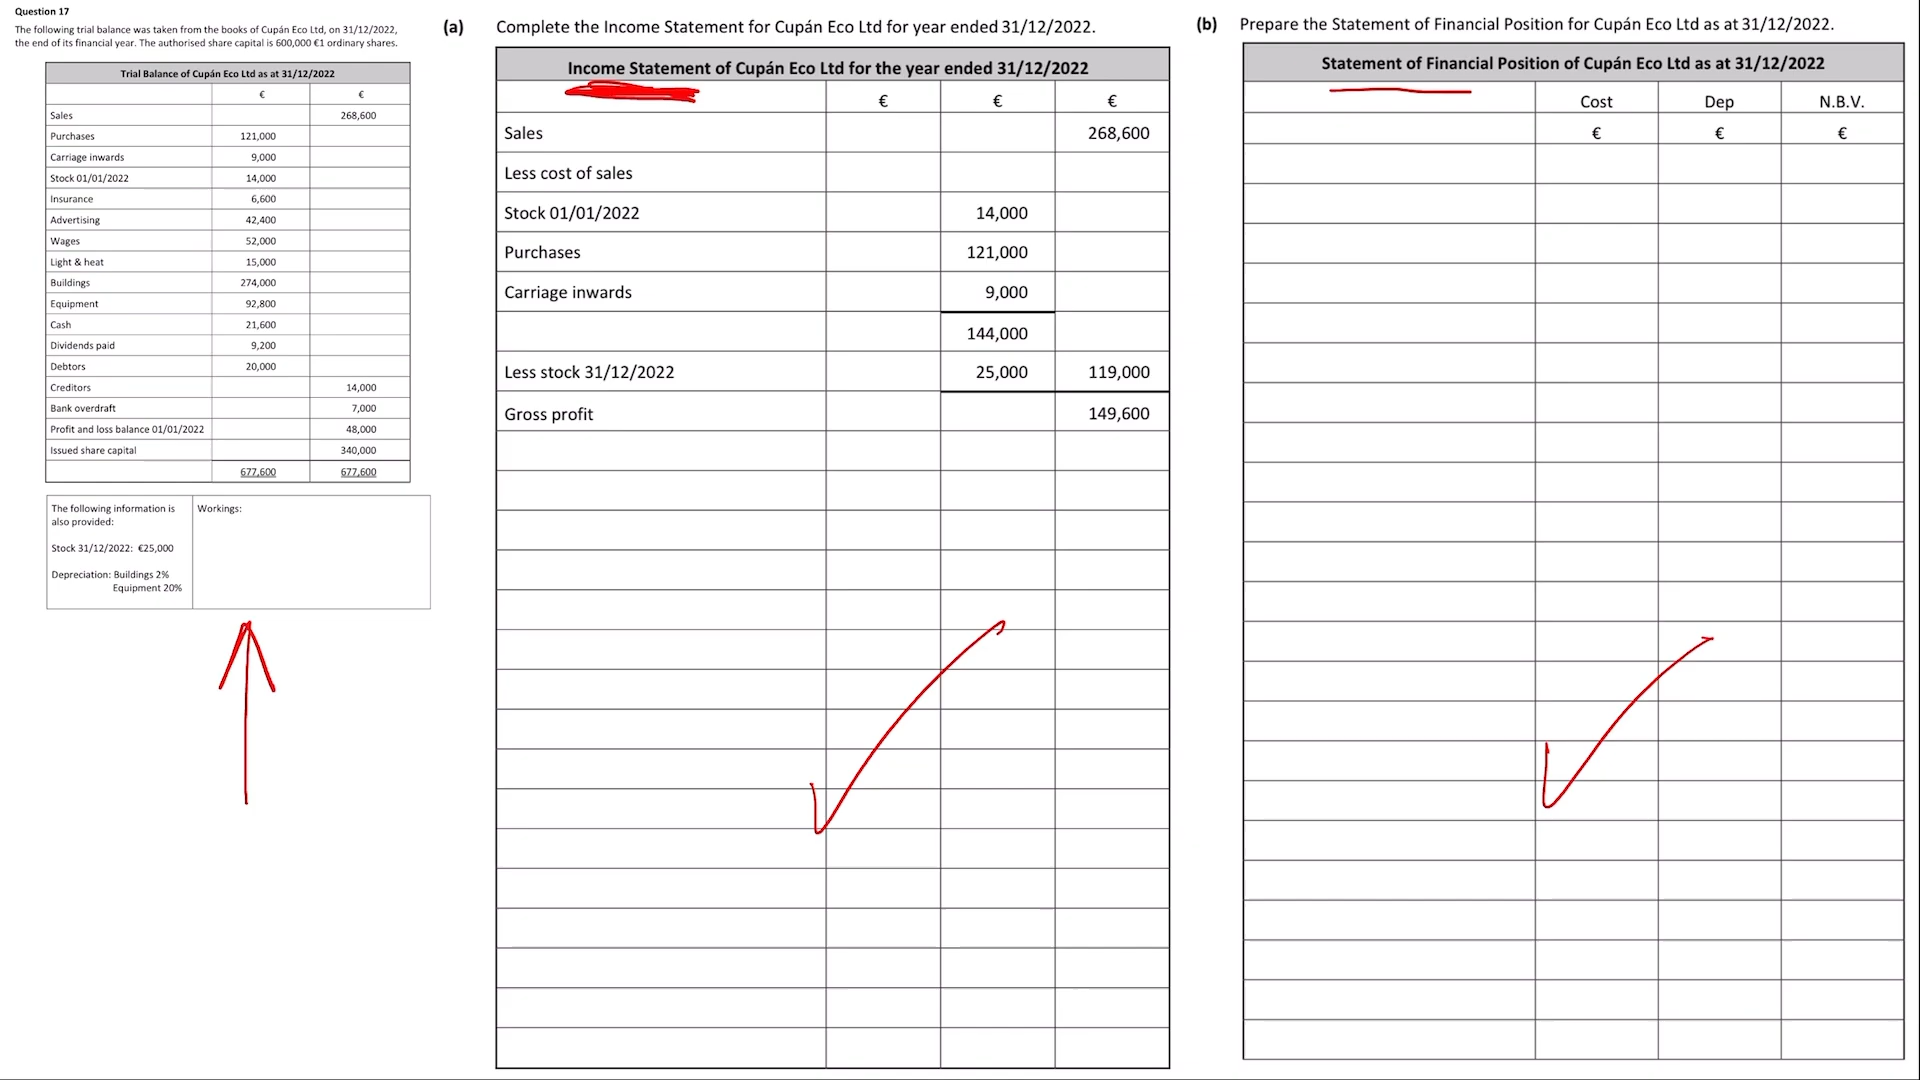 Question 17
The following trial balance was taken from the books of Cupán Eco Ltd, on 31/12/2022,
the end of its financial year. The authorised share capital is 600,000 €1 ordinary shares.
Trial Balance of Cupán Eco Ltd as at 31/12/2022
€ €
Sales 268,600
Purchases 121,000
Carriage inwards 9,000
Stock 01/01/2022 14,000
Insurance 6,600
Advertising 42,400
Wages 52,000
Light & heat 15,000
Buildings 274,000
Equipment 92,800
Cash 21,600
Dividends paid 9,200
Debtors 20,000
Creditors 14,000
Bank overdraft 7,000
Profit and loss balance 01/01/2022 48,000
Issued share capital 340,000
677,600 677,600
The following information is
also provided:
Stock 31/12/2022: €25,000
Depreciation: Buildings 2%
Equipment 20%
Workings:
(a) Complete the Income Statement for Cupán Eco Ltd for year ended 31/12/2022.
Income Statement of Cupán Eco Ltd for the year ended 31/12/2022
€ € €
Sales 268,600
Less cost of sales
Stock 01/01/2022 14,000
Purchases 121,000
Carriage inwards 9,000
144,000
Less stock 31/12/2022 25,000 119,000
Gross profit 149,600
(b) Prepare the Statement of Financial Position for Cupán Eco Ltd as at 31/12/2022.
Statement of Financial Position of Cupán Eco Ltd as at 31/12/2022
Cost Dep N.B.V.
€ € €